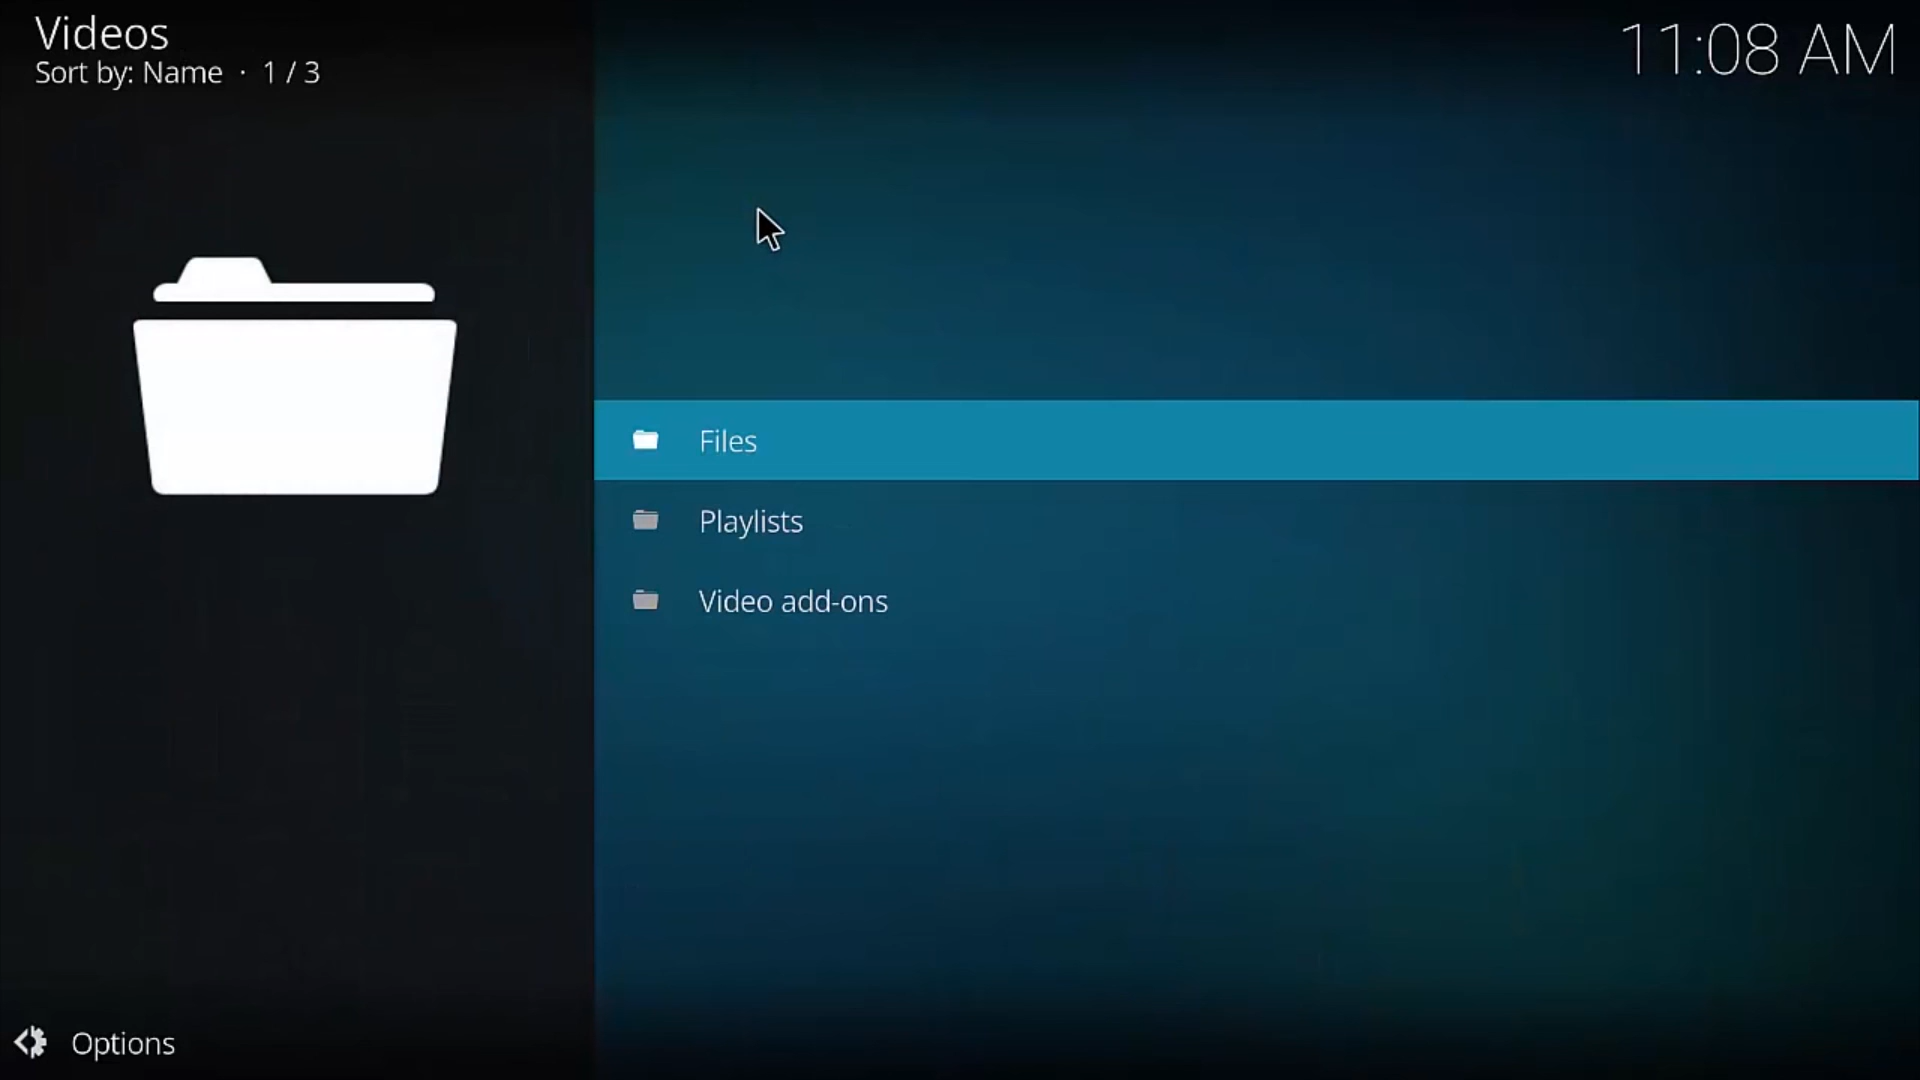 Videos
Sort by: Name · 1 / 3
11:08 AM
Files
Playlists
Video add-ons
Options